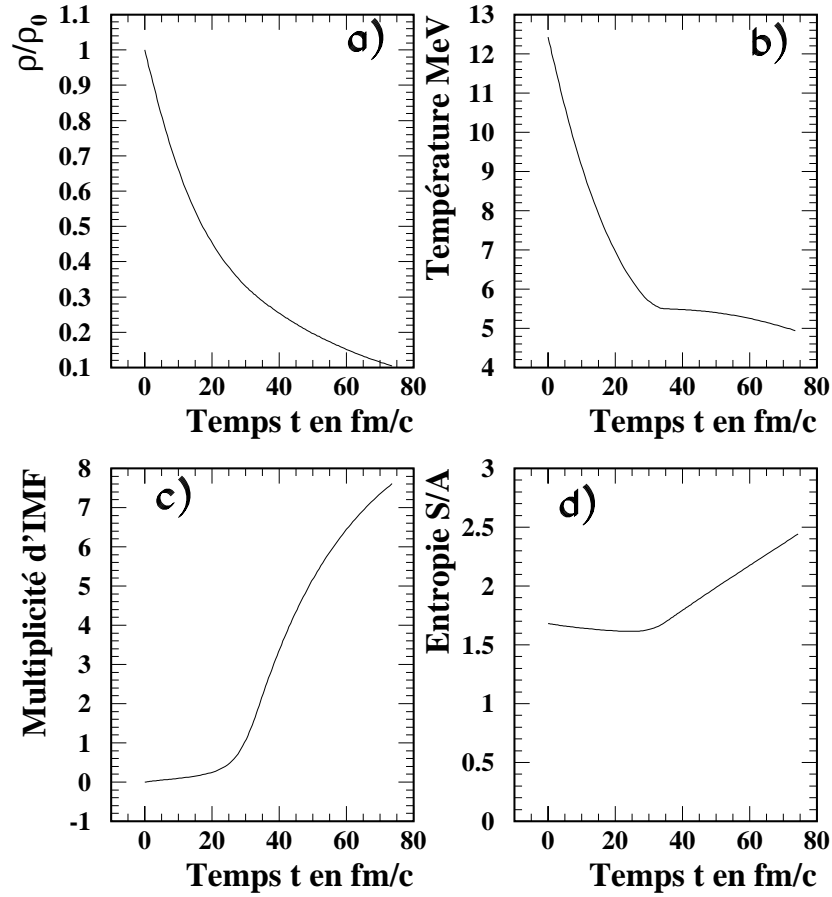 ρ/ρ0
a)
1.1
1
0.9
0.8
0.7
0.6
0.5
0.4
0.3
0.2
0.1
0 20 40 60 80
Temps t en fm/c
Température MeV
b)
13
12
11
10
9
8
7
6
5
4
0 20 40 60 80
Temps t en fm/c
Multiplicité d'IMF
c)
8
7
6
5
4
3
2
1
0
-1
0 20 40 60 80
Temps t en fm/c
Entropie S/A
d)
3
2.5
2
1.5
1
0.5
0
0 20 40 60 80
Temps t en fm/c